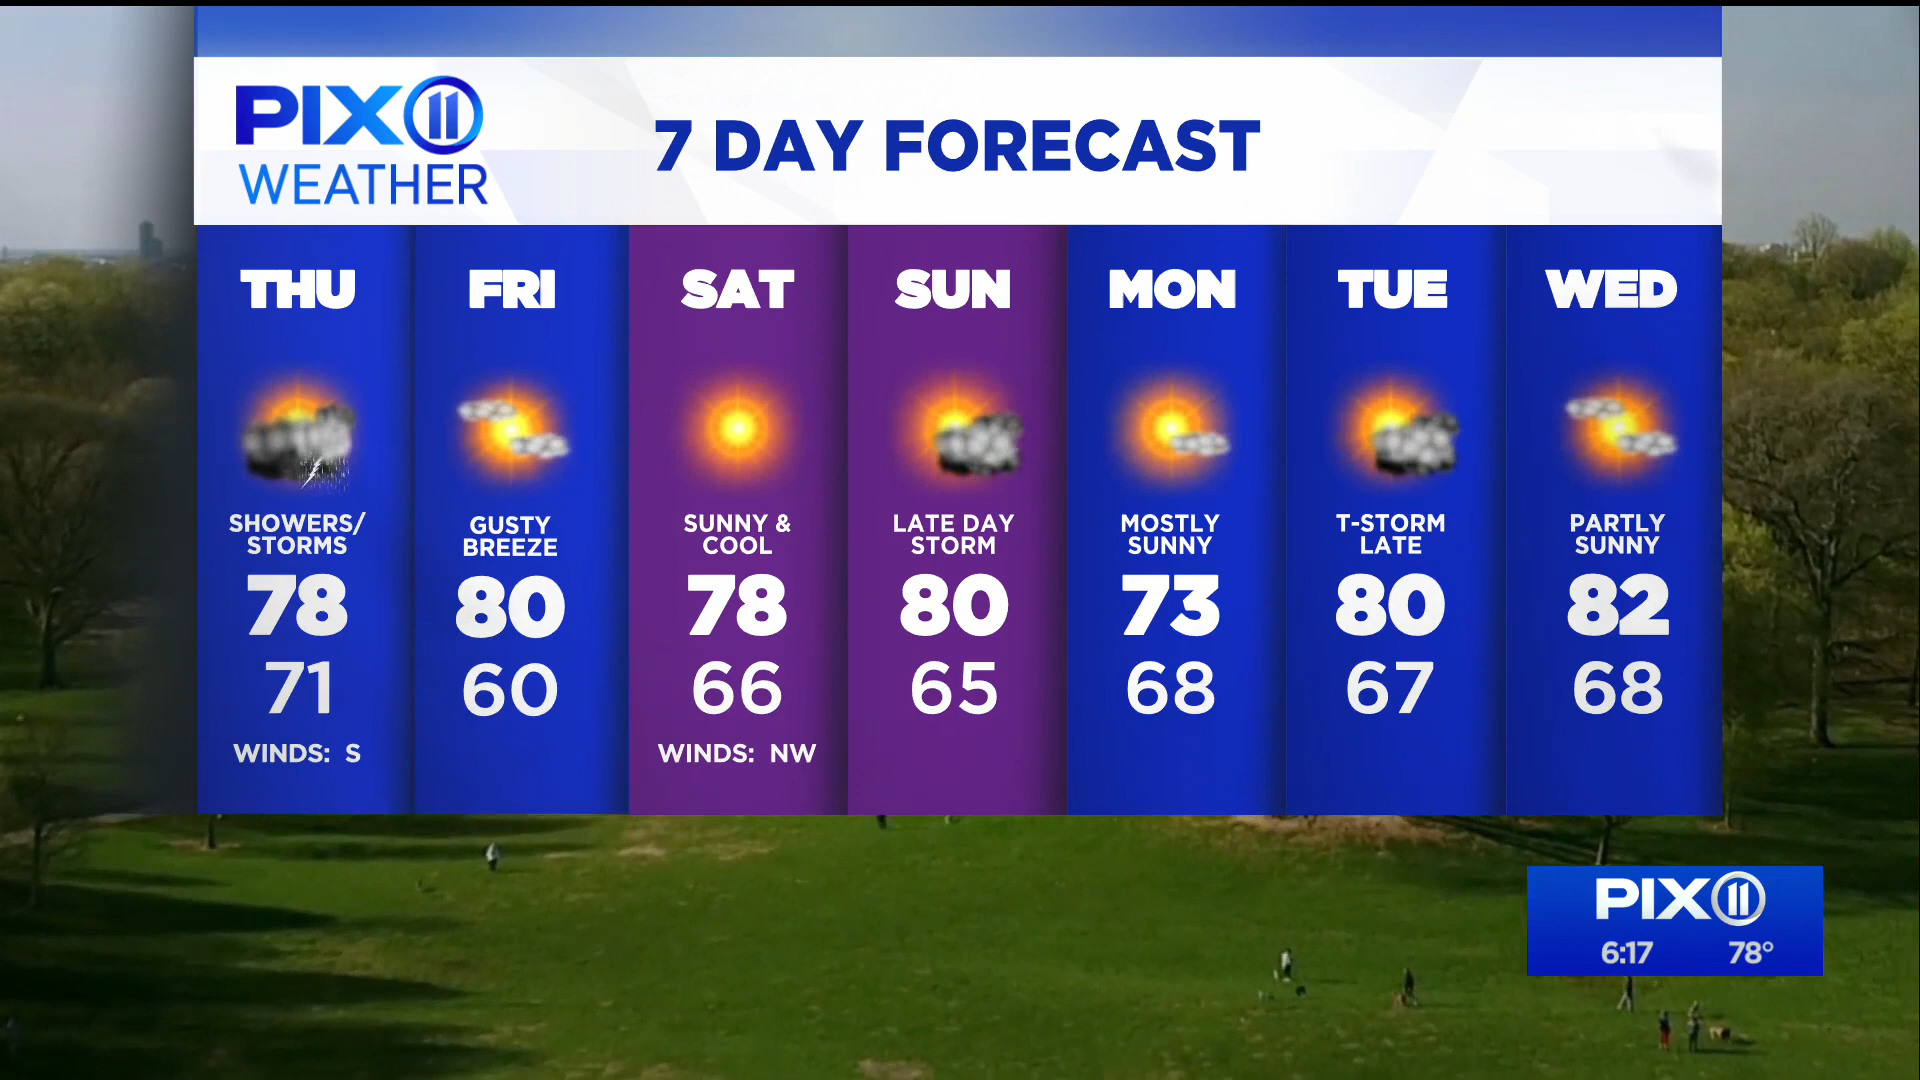 PIX11
WEATHER
7 DAY FORECAST
THU
SHOWERS/
STORMS
78
71
WINDS: S
FRI
GUSTY
BREEZE
80
60
SAT
SUNNY &
COOL
78
66
WINDS: NW
SUN
LATE DAY
STORM
80
65
MON
MOSTLY
SUNNY
73
68
TUE
T-STORM
LATE
80
67
WED
PARTLY
SUNNY
82
68
PIX11
6:17 78°